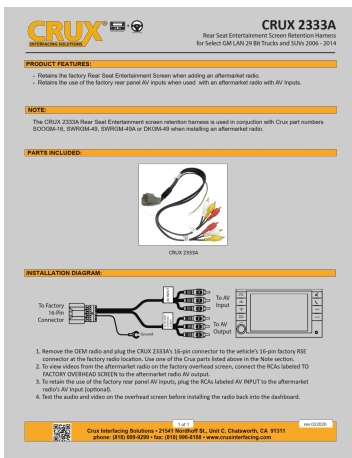 CRUX®
INTERFACING SOLUTIONS
CRUX 2333A
Rear Seat Entertainment Screen Retention Harness
for Select GM LAN 29 Bit Trucks and SUVs 2006 - 2014
PRODUCT FEATURES:
- Retains the factory Rear Seat Entertainment Screen when adding an aftermarket radio.
- Retains the use of the factory rear panel AV inputs when used with an aftermarket radio with AV Inputs.
NOTE:
The CRUX 2333A Rear Seat Entertainment screen retention harness is used in conjuction with Crux part numbers
SOOGM-16, SWRGM-49, SWRGM-49A or DKGM-49 when installing an aftermarket radio.
PARTS INCLUDED:
CRUX 2333A
INSTALLATION DIAGRAM:
To Factory
16-Pin
Connector
Ground
To AV
Input
To AV
Output
1. Remove the OEM radio and plug the CRUX 2333A's 16-pin connector to the vehicle's 16-pin factory RSE
connector at the factory radio location. Use one of the Crux parts listed above in the Note section.
2. To view videos from the aftermarket radio on the factory overhead screen, connect the RCAs labeled TO
FACTORY OVERHEAD SCREEN to the aftermarket radio AV output.
3. To retain the use of the factory rear panel AV inputs, plug the RCAs labeled AV INPUT to the aftermarket
radio's AV Input (optional).
4. Test the audio and video on the overhead screen before installing the radio back into the dashboard.
1 of 1
rev 022020
Crux Interfacing Solutions • 21541 Nordhoff St., Unit C, Chatsworth, CA 91311
phone: (818) 609-9299 • fax: (818) 996-8188 • www.cruxinterfacing.com